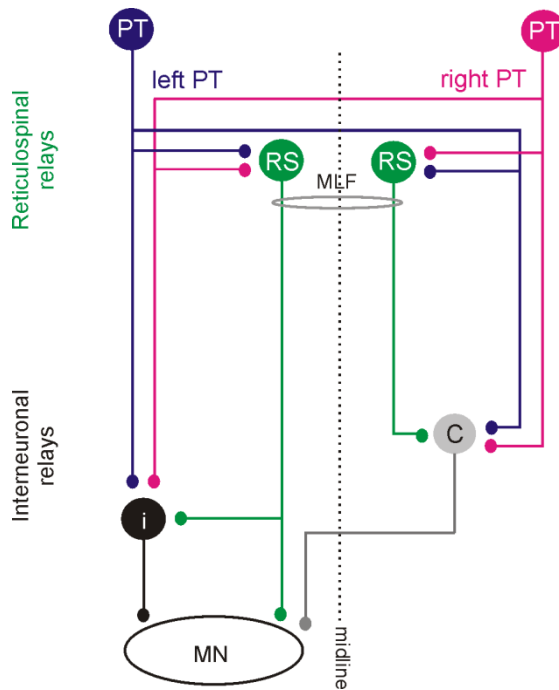 PT
PT
left PT
right PT
Reticulospinal
relays
RS
RS
MLF
Interneuronal
relays
C
i
MN
midline